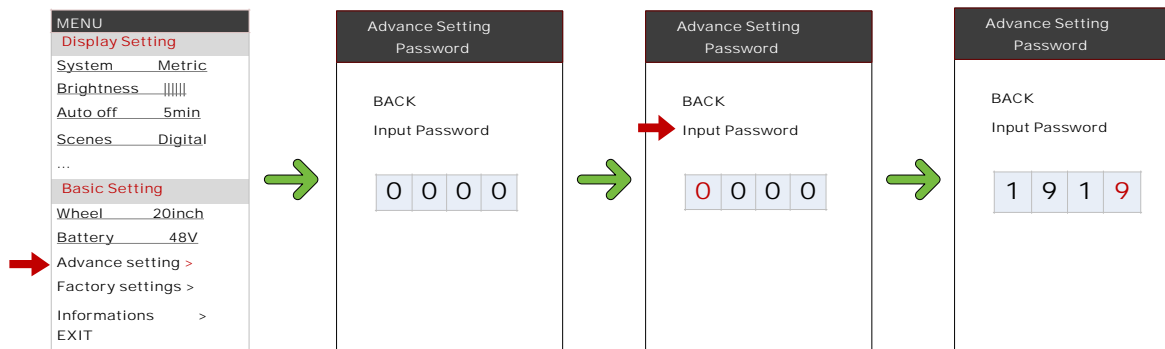 MENU
Display Setting
System Metric
Brightness ||||||
Auto off 5min
Scenes Digital
...
Basic Setting
Wheel 20inch
Battery 48V
Advance setting >
Factory settings >
Informations >
EXIT
Advance Setting
Password
BACK
Input Password
0 0 0 0
Advance Setting
Password
BACK
Input Password
0 0 0 0
Advance Setting
Password
BACK
Input Password
1 9 1 9